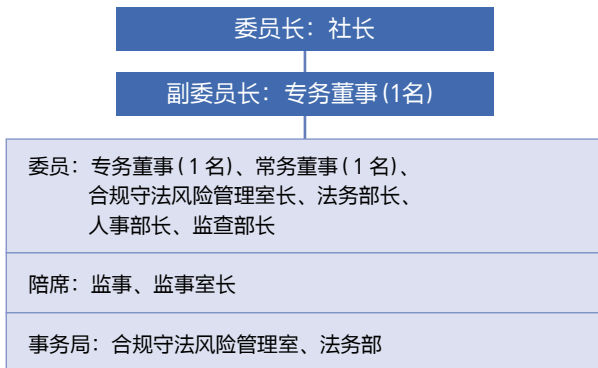 委员长：社长
副委员长：专务董事(1名)
委员：专务董事(1名)、常务董事(1名)、
合规守法风险管理室长、法务部长、
人事部长、监查部长
陪席：监事、监事室长
事务局：合规守法风险管理室、法务部